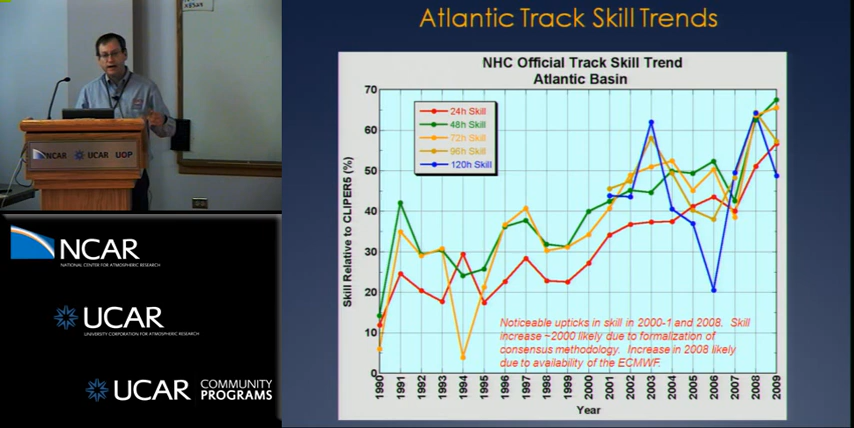 Atlantic Track Skill Trends
NHC Official Track Skill Trend
Atlantic Basin
70
60
50
40
30
20
10
0
Skill Relative to CLIPER5 (%)
24h Skill
48h Skill
72h Skill
96h Skill
120h Skill
Noticeable upticks in skill in 2000-1 and 2008. Skill
increase ~2000 likely due to formalization of
consensus methodology. Increase in 2008 likely
due to availability of the ECMWF.
1990 1991 1992 1993 1994 1995 1996 1997 1998 1999 2000 2001 2002 2003 2004 2005 2006 2007 2008 2009
Year
NCAR UCAR UOP
NCAR
NATIONAL CENTER FOR ATMOSPHERIC RESEARCH
UCAR
UNIVERSITY CORPORATION FOR ATMOSPHERIC RESEARCH
UCAR COMMUNITY
PROGRAMS